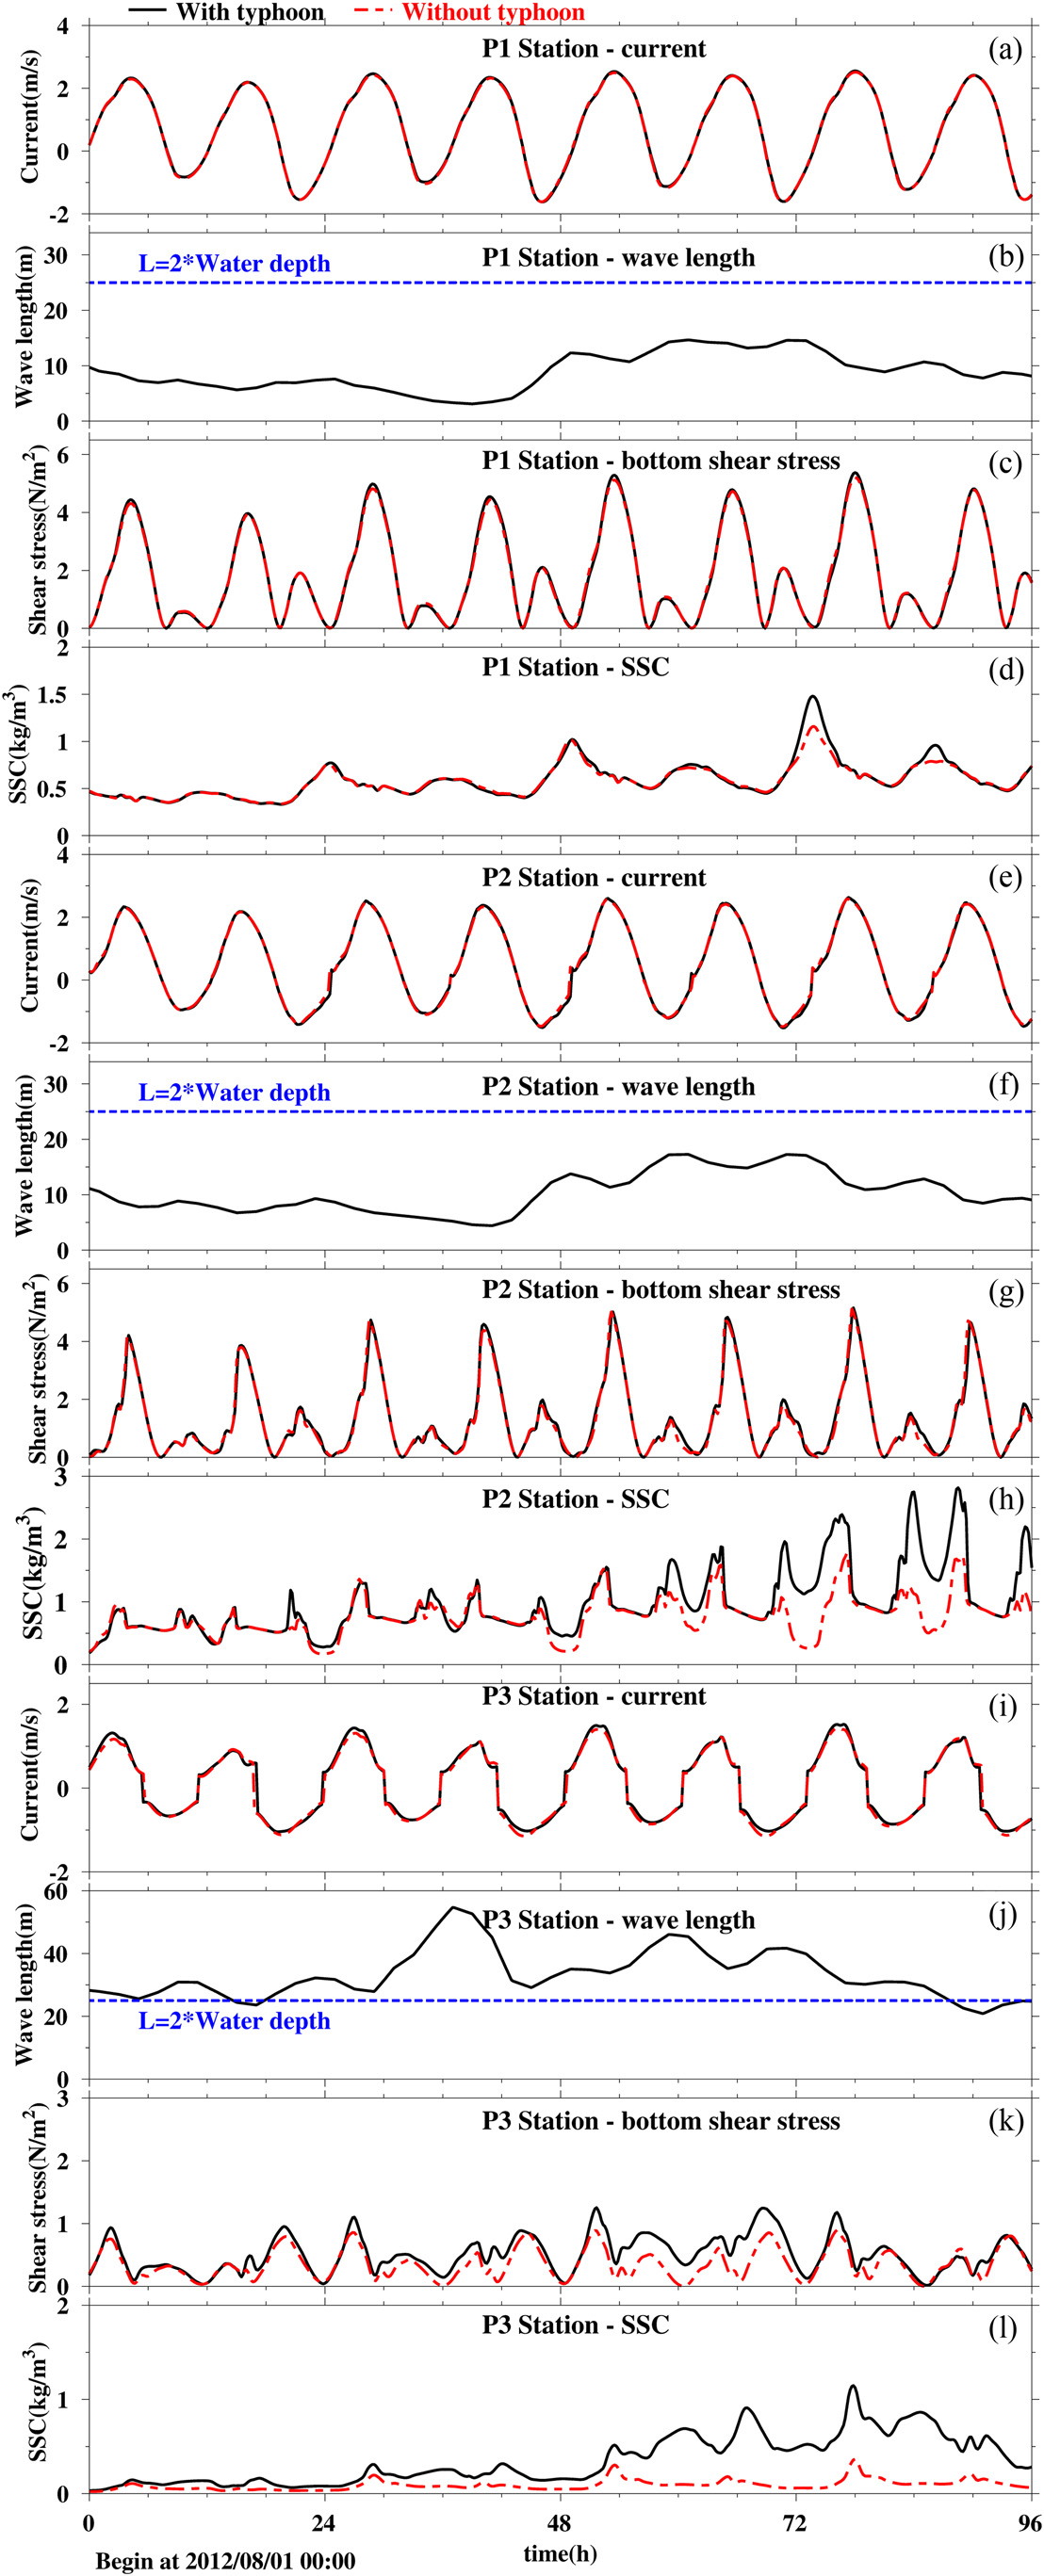 With typhoon Without typhoon
P1 Station - current (a)
Current(m/s)
4
2
0
-2
P1 Station - wave length (b)
L=2*Water depth
Wave length(m)
30
20
10
0
P1 Station - bottom shear stress (c)
Shear stress(N/m²)
6
4
2
0
P1 Station - SSC (d)
SSC(kg/m³)
2
1.5
1
0.5
0
P2 Station - current (e)
Current(m/s)
4
2
0
-2
P2 Station - wave length (f)
L=2*Water depth
Wave length(m)
30
20
10
0
P2 Station - bottom shear stress (g)
Shear stress(N/m²)
6
4
2
0
P2 Station - SSC (h)
SSC(kg/m³)
3
2
1
0
P3 Station - current (i)
Current(m/s)
2
0
-2
P3 Station - wave length (j)
L=2*Water depth
Wave length(m)
60
40
20
0
P3 Station - bottom shear stress (k)
Shear stress(N/m²)
3
2
1
0
P3 Station - SSC (l)
SSC(kg/m³)
2
1
0
0 24 48 72 96
time(h)
Begin at 2012/08/01 00:00